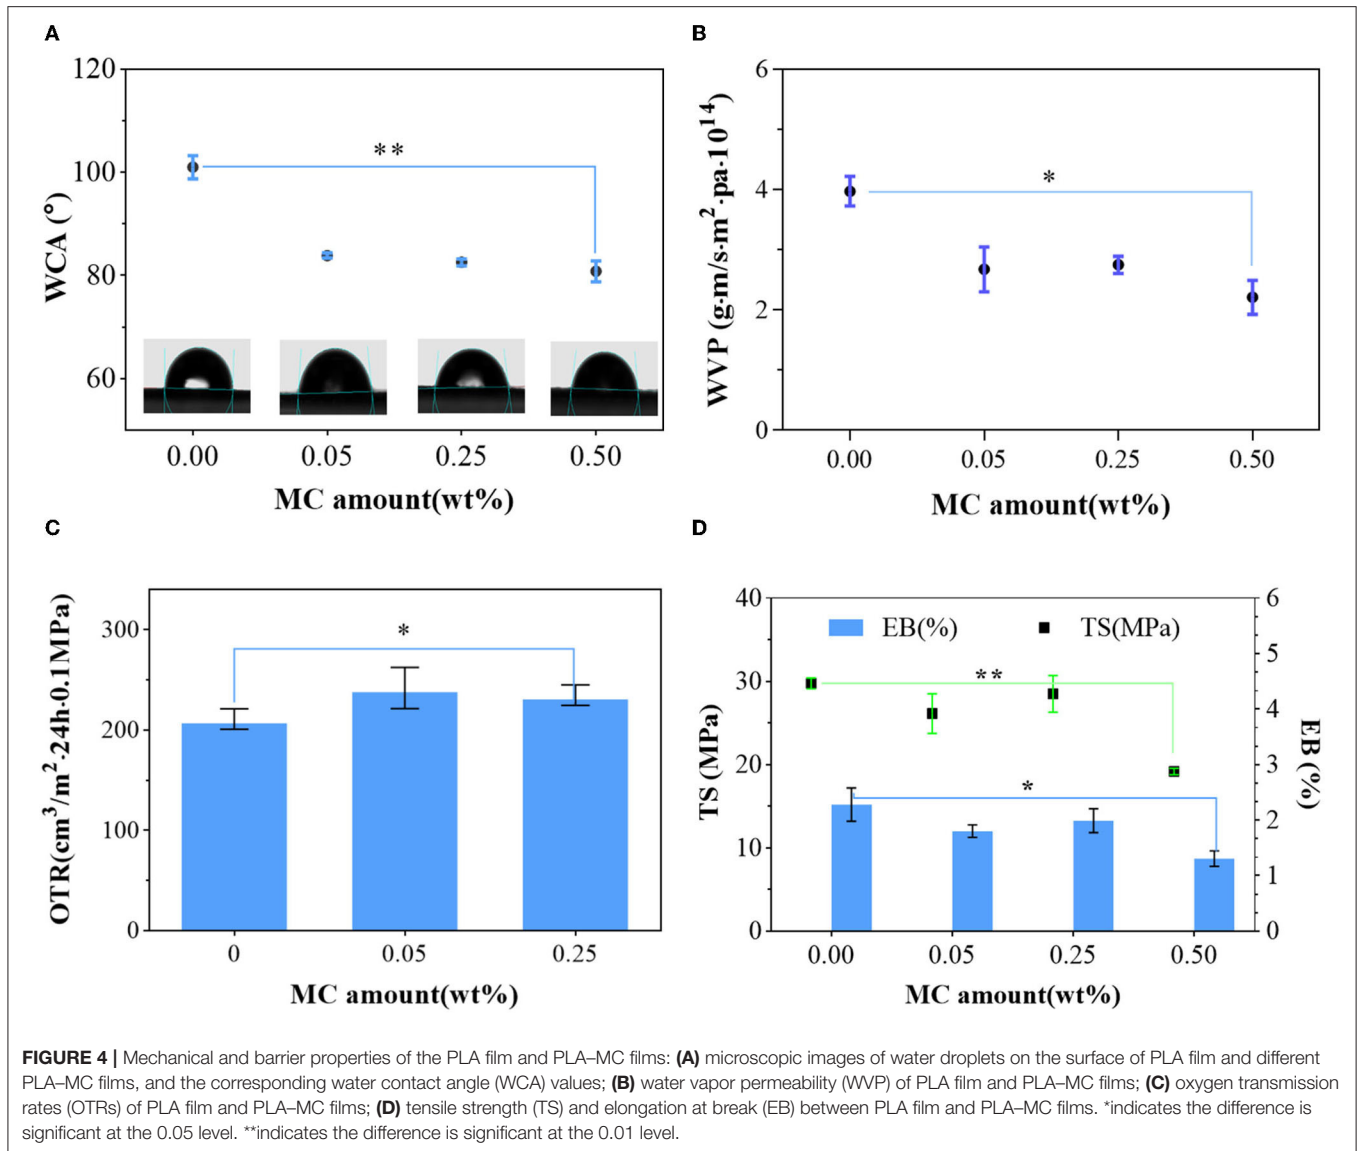 A
120
100
80
60
WCA (°)
**
0.00 0.05 0.25 0.50
MC amount(wt%)
B
6
4
2
0
WVP (g·m/s·m²·pa·10¹⁴)
*
0.00 0.05 0.25 0.50
MC amount(wt%)
C
300
200
100
0
OTR(cm³/m²·24h·0.1MPa)
*
0 0.05 0.25
MC amount(wt%)
D
40
30
20
10
0
TS (MPa)
EB(%) TS(MPa)
**
*
6
5
4
3
2
1
0
EB (%)
0.00 0.05 0.25 0.50
MC amount(wt%)
FIGURE 4 | Mechanical and barrier properties of the PLA film and PLA–MC films: (A) microscopic images of water droplets on the surface of PLA film and different
PLA–MC films, and the corresponding water contact angle (WCA) values; (B) water vapor permeability (WVP) of PLA film and PLA–MC films; (C) oxygen transmission
rates (OTRs) of PLA film and PLA–MC films; (D) tensile strength (TS) and elongation at break (EB) between PLA film and PLA–MC films. *indicates the difference is
significant at the 0.05 level. **indicates the difference is significant at the 0.01 level.